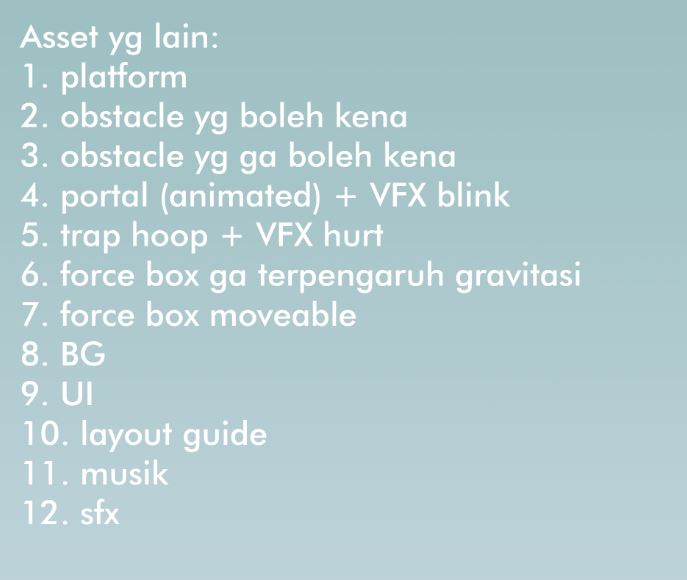 Asset yg lain:
1. platform
2. obstacle yg boleh kena
3. obstacle yg ga boleh kena
4. portal (animated) + VFX blink
5. trap hoop + VFX hurt
6. force box ga terpengaruh gravitasi
7. force box moveable
8. BG
9. UI
10. layout guide
11. musik
12. sfx